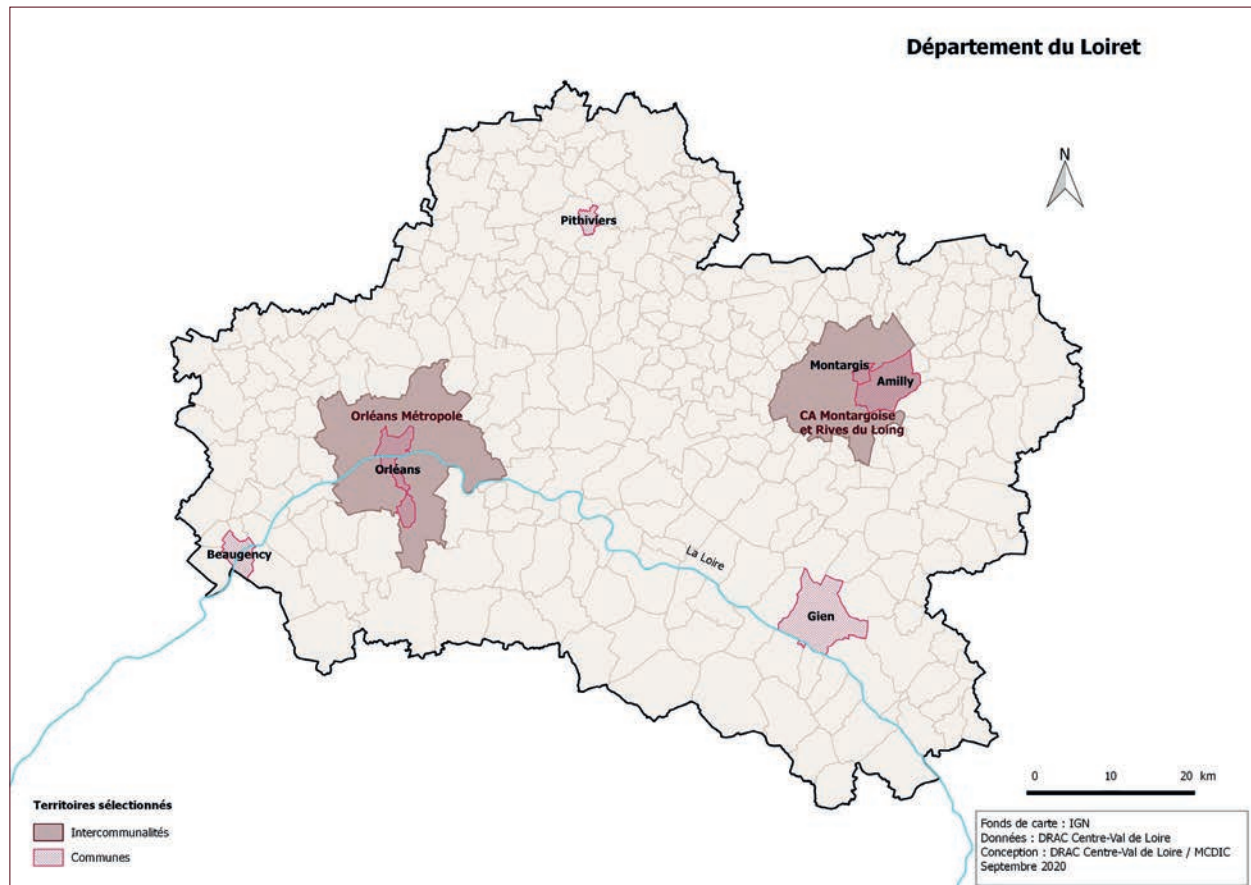 Département du Loiret
N
Pithiviers
Montargis
Amilly
Orléans Métropole
CA Montargoise
et Rives du Loing
Orléans
Beaugency
La Loire
Gien
0 10 20 km
Territoires sélectionnés
Intercommunalités
Communes
Fonds de carte : IGN
Données : DRAC Centre-Val de Loire
Conception : DRAC Centre-Val de Loire / MCDIC
Septembre 2020